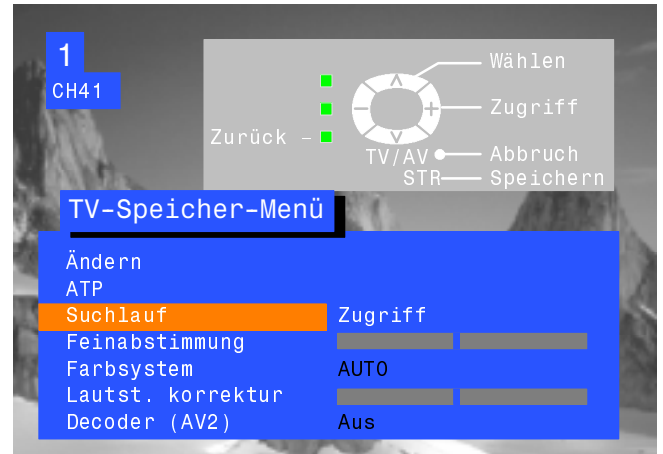 1
CH41
Wählen
Zugriff
Zurück –
TV/AV Abbruch
STR Speichern
TV-Speicher-Menü
Ändern
ATP
Suchlauf Zugriff
Feinabstimmung
Farbsystem AUTO
Lautst. korrektur
Decoder (AV2) Aus